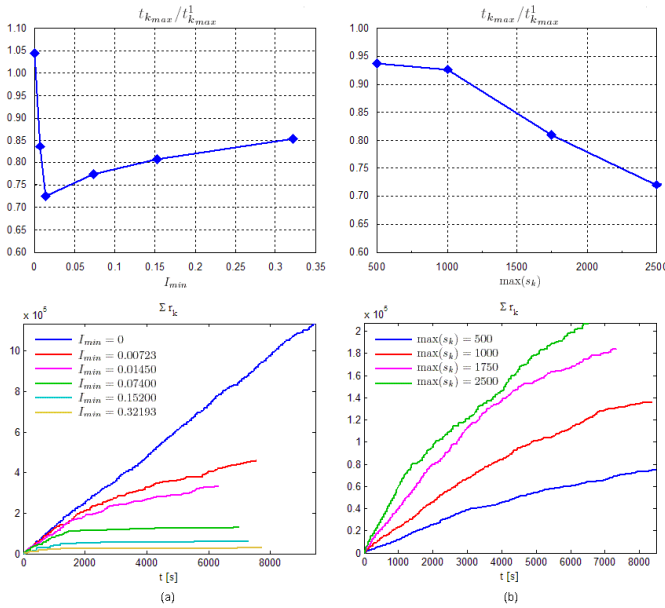 t_{k_{max}}/t^1_{k_{max}}
1.10
1.05
1.00
0.95
0.90
0.85
0.80
0.75
0.70
0.65
0.60
0 0.05 0.1 0.15 0.2 0.25 0.3 0.35
I_{min}
t_{k_{max}}/t^1_{k_{max}}
1.00
0.95
0.90
0.85
0.80
0.75
0.70
0.65
0.60
500 1000 1500 2000 2500
max(s_k)
Σ r_k
x 10^5
10
8
6
4
2
0
0 2000 4000 6000 8000
t [s]
I_{min} = 0
I_{min} = 0.00723
I_{min} = 0.01450
I_{min} = 0.07400
I_{min} = 0.15200
I_{min} = 0.32193
(a)
Σ r_k
x 10^5
2
1.8
1.6
1.4
1.2
1
0.8
0.6
0.4
0.2
0
0 1000 2000 3000 4000 5000 6000 7000 8000
t [s]
max(s_k) = 500
max(s_k) = 1000
max(s_k) = 1750
max(s_k) = 2500
(b)